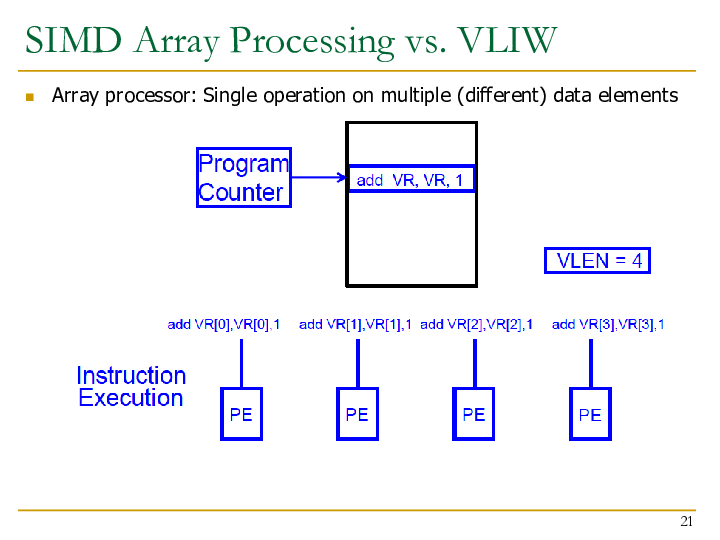 SIMD Array Processing vs. VLIW
Array processor: Single operation on multiple (different) data elements
Program
Counter
add VR, VR, 1
VLEN = 4
add VR[0],VR[0],1 add VR[1],VR[1],1 add VR[2],VR[2],1 add VR[3],VR[3],1
Instruction
Execution
PE PE PE PE
21